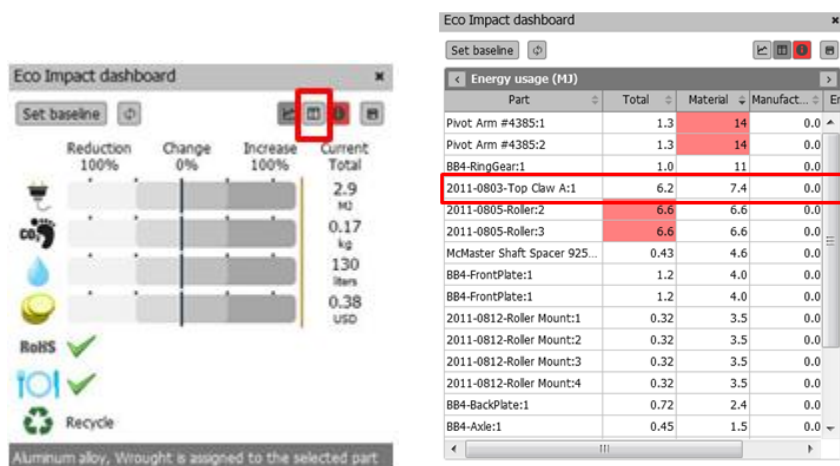 Eco Impact dashboard
Set baseline
Reduction Change Increase Current
100% 0% 100% Total
2.9
MJ
CO₂
0.17
kg
130
liters
0.38
USD
RoHS
Recycle
Aluminum alloy, Wrought is assigned to the selected part
Eco Impact dashboard
Set baseline
Energy usage (MJ)
Part Total Material Manufact... Er
Pivot Arm #4385:1 1.3 14 0.0
Pivot Arm #4385:2 1.3 14 0.0
BB4-RingGear:1 1.0 11 0.0
2011-0803-Top Claw A:1 6.2 7.4 0.0
2011-0805-Roller:2 6.6 6.6 0.0
2011-0805-Roller:3 6.6 6.6 0.0
McMaster Shaft Spacer 925... 0.43 4.6 0.0
BB4-FrontPlate:1 1.2 4.0 0.0
BB4-FrontPlate:1 1.2 4.0 0.0
2011-0812-Roller Mount:1 0.32 3.5 0.0
2011-0812-Roller Mount:2 0.32 3.5 0.0
2011-0812-Roller Mount:3 0.32 3.5 0.0
2011-0812-Roller Mount:4 0.32 3.5 0.0
BB4-BackPlate:1 0.72 2.4 0.0
BB4-Axle:1 0.45 1.5 0.0